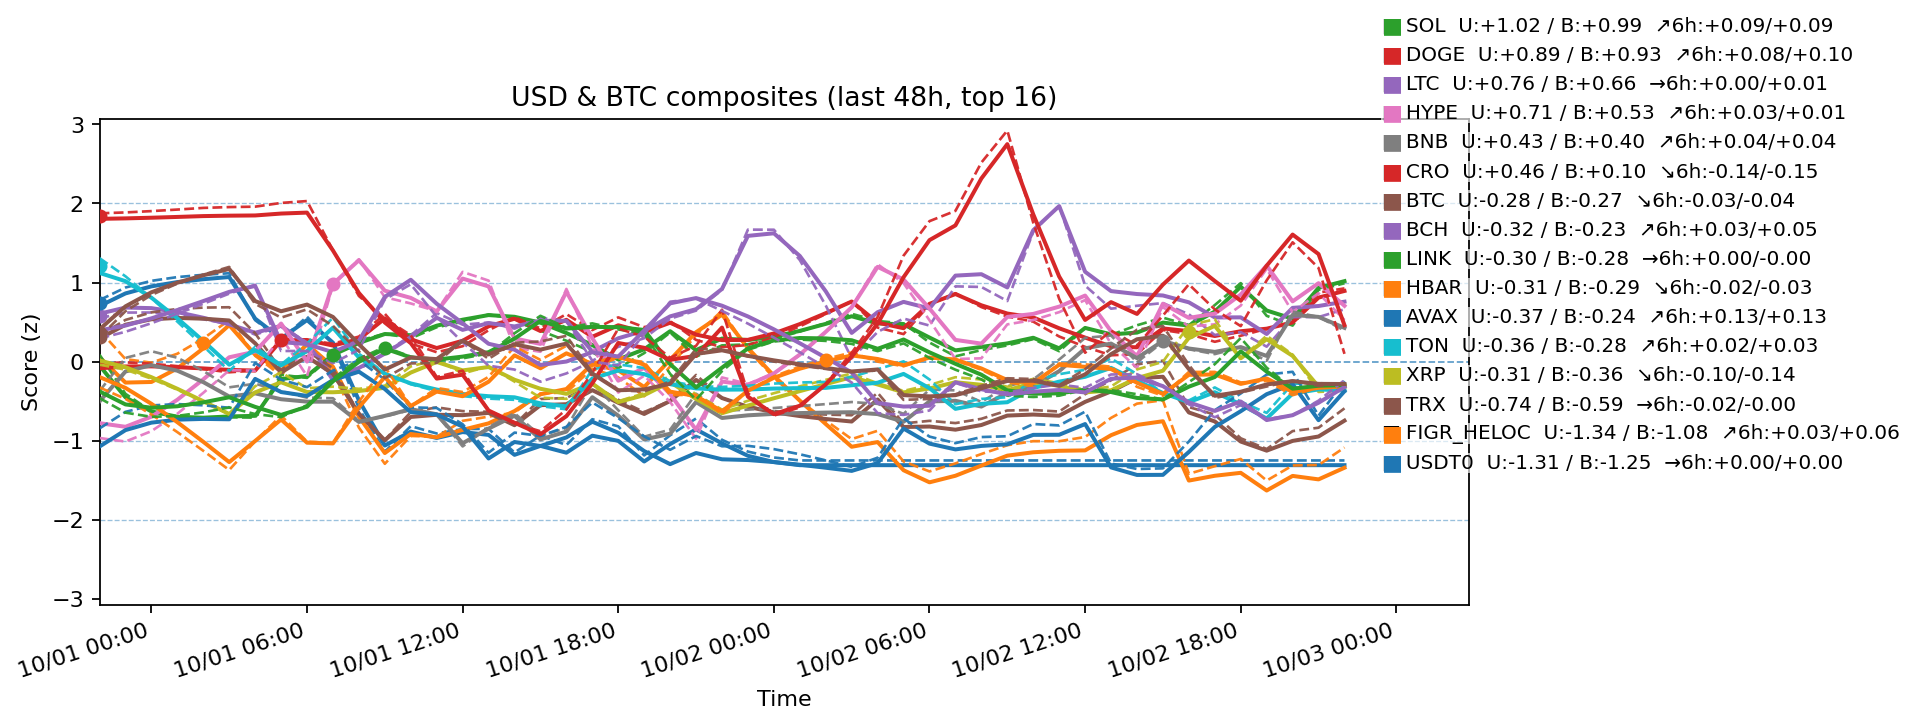 USD & BTC composites (last 48h, top 16)
SOL  U:+1.02 / B:+0.99  ↗6h:+0.09/+0.09
DOGE  U:+0.89 / B:+0.93  ↗6h:+0.08/+0.10
LTC  U:+0.76 / B:+0.66  →6h:+0.00/+0.01
HYPE  U:+0.71 / B:+0.53  ↗6h:+0.03/+0.01
BNB  U:+0.43 / B:+0.40  ↗6h:+0.04/+0.04
CRO  U:+0.46 / B:+0.10  ↘6h:-0.14/-0.15
BTC  U:-0.28 / B:-0.27  ↘6h:-0.03/-0.04
BCH  U:-0.32 / B:-0.23  ↗6h:+0.03/+0.05
LINK  U:-0.30 / B:-0.28  →6h:+0.00/-0.00
HBAR  U:-0.31 / B:-0.29  ↘6h:-0.02/-0.03
AVAX  U:-0.37 / B:-0.24  ↗6h:+0.13/+0.13
TON  U:-0.36 / B:-0.28  ↗6h:+0.02/+0.03
XRP  U:-0.31 / B:-0.36  ↘6h:-0.10/-0.14
TRX  U:-0.74 / B:-0.59  →6h:-0.02/-0.00
FIGR_HELOC  U:-1.34 / B:-1.08  ↗6h:+0.03/+0.06
USDT0  U:-1.31 / B:-1.25  →6h:+0.00/+0.00
Score (z)
3
2
1
0
−1
−2
−3
10/01 00:00
10/01 06:00
10/01 12:00
10/01 18:00
10/02 00:00
10/02 06:00
10/02 12:00
10/02 18:00
10/03 00:00
Time